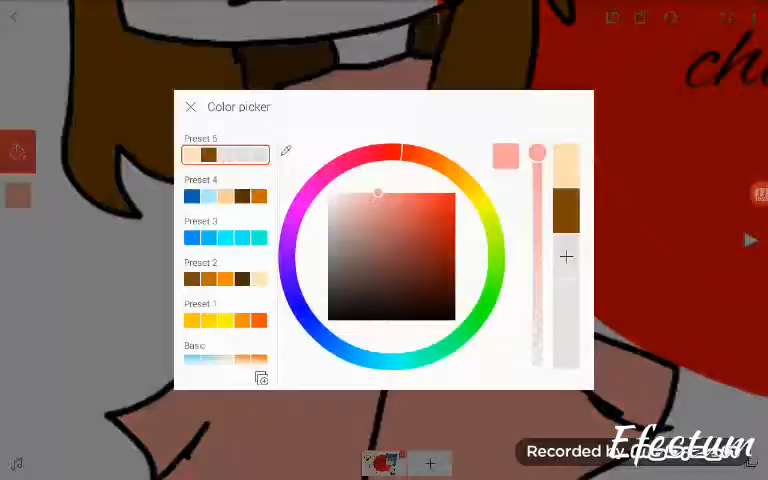 Color picker
Preset 5
Preset 4
Preset 3
Preset 2
Preset 1
Basic
Recorded by
Efectum